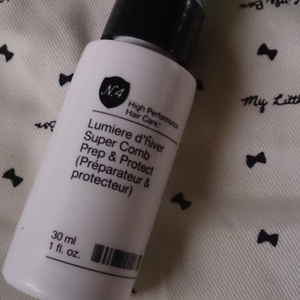 N4
High Performance
Hair Care
Lumiere d'hiver
Super Comb
Prep & Protect
(Préparateur &
protecteur)
30 ml
1 fl. oz.
My Little